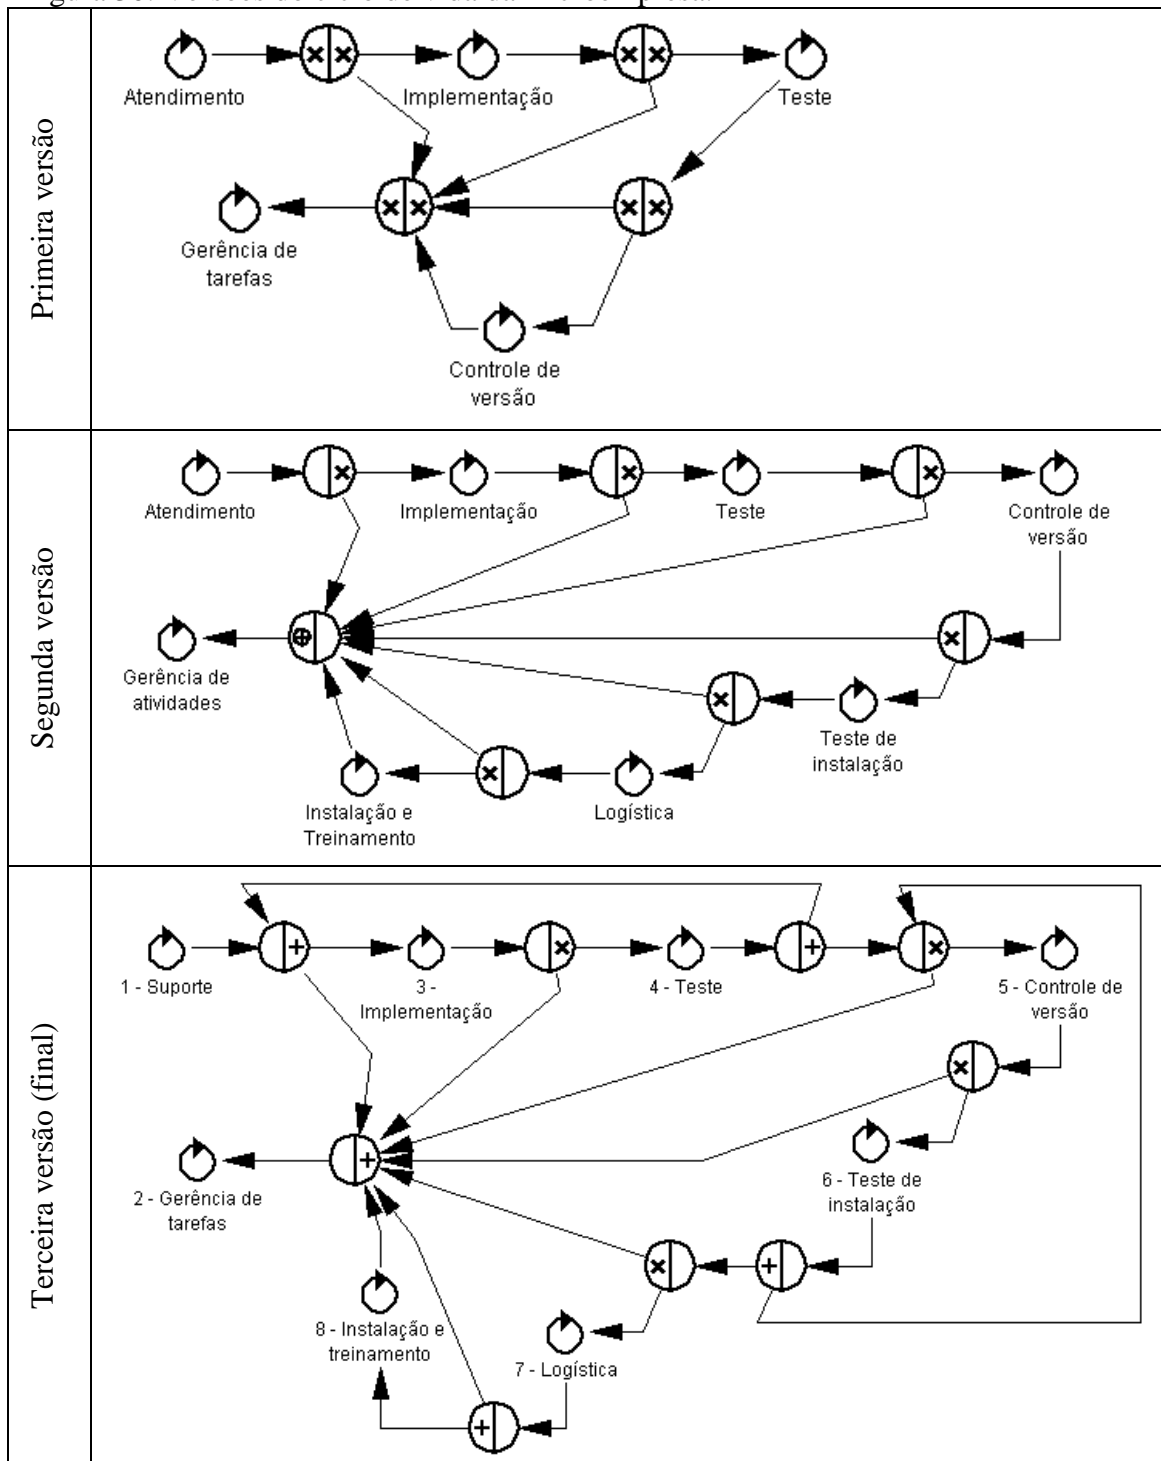 Primeira versão
Atendimento
Implementação
Teste
Gerência de
tarefas
Controle de
versão
Segunda versão
Atendimento
Implementação
Teste
Controle de
versão
Gerência de
atividades
Teste de
instalação
Instalação e
Treinamento
Logística
Terceira versão (final)
1 - Suporte
3 -
Implementação
4 - Teste
5 - Controle de
versão
2 - Gerência de
tarefas
6 - Teste de
instalação
8 - Instalação e
treinamento
7 - Logística